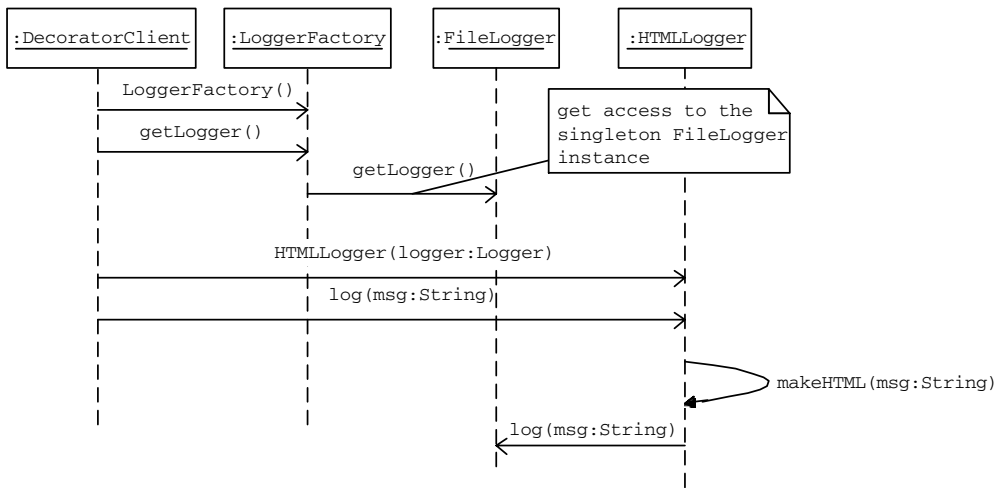 :DecoratorClient
:LoggerFactory
:FileLogger
:HTMLLogger
LoggerFactory()
getLogger()
get access to the
singleton FileLogger
instance
getLogger()
HTMLLogger(logger:Logger)
log(msg:String)
makeHTML(msg:String)
log(msg:String)